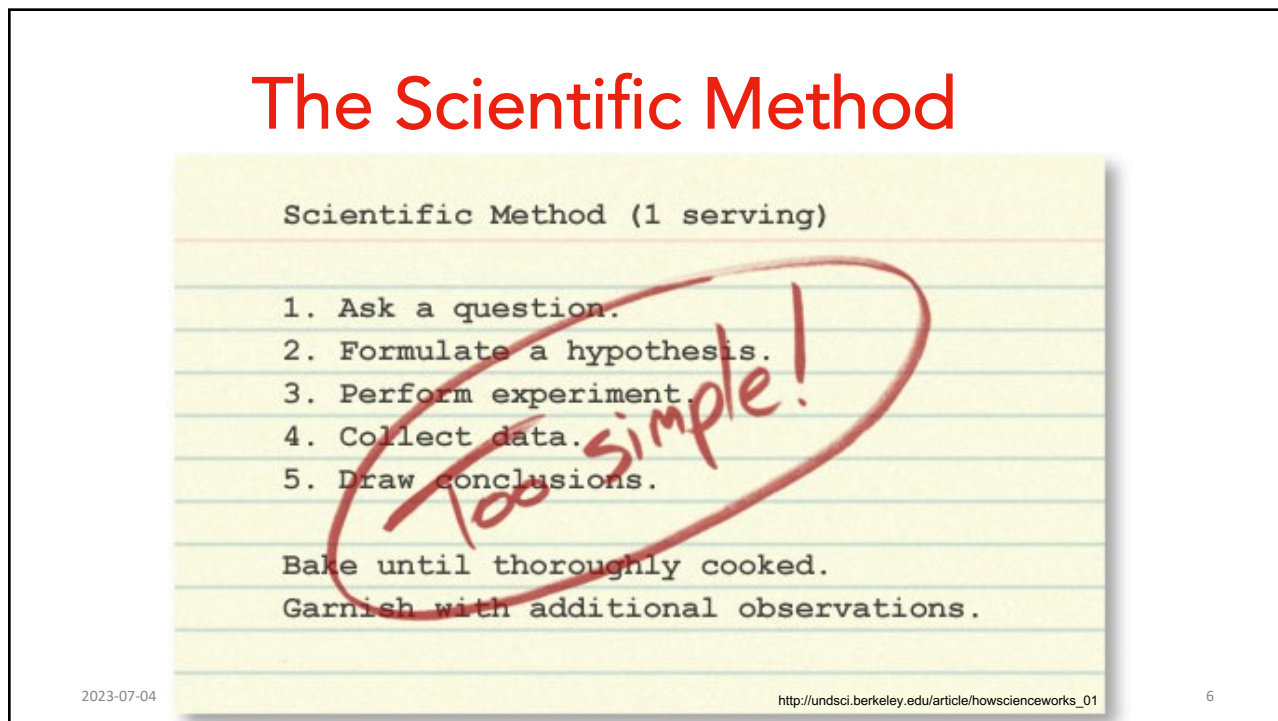 The Scientific Method
Scientific Method (1 serving)
1. Ask a question.
2. Formulate a hypothesis.
3. Perform experiment.
4. Collect data.
5. Draw conclusions.
Too simple!
Bake until thoroughly cooked.
Garnish with additional observations.
2023-07-04
http://undsci.berkeley.edu/article/howscienceworks_01
6